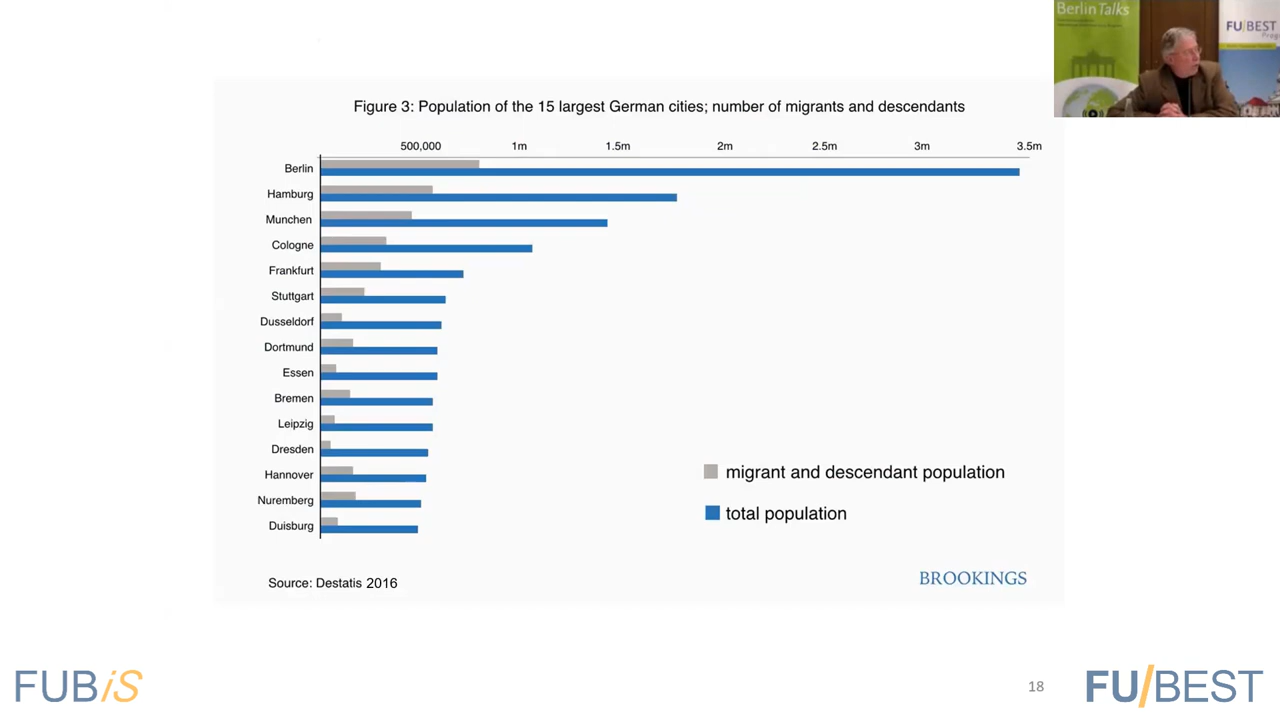 Berlin Talks
FU/BEST
Figure 3: Population of the 15 largest German cities; number of migrants and descendants
500,000 1m 1.5m 2m 2.5m 3m 3.5m
Berlin
Hamburg
Munchen
Cologne
Frankfurt
Stuttgart
Dusseldorf
Dortmund
Essen
Bremen
Leipzig
Dresden
Hannover
Nuremberg
Duisburg
migrant and descendant population
total population
Source: Destatis 2016
BROOKINGS
FUBiS
18
FU/BEST